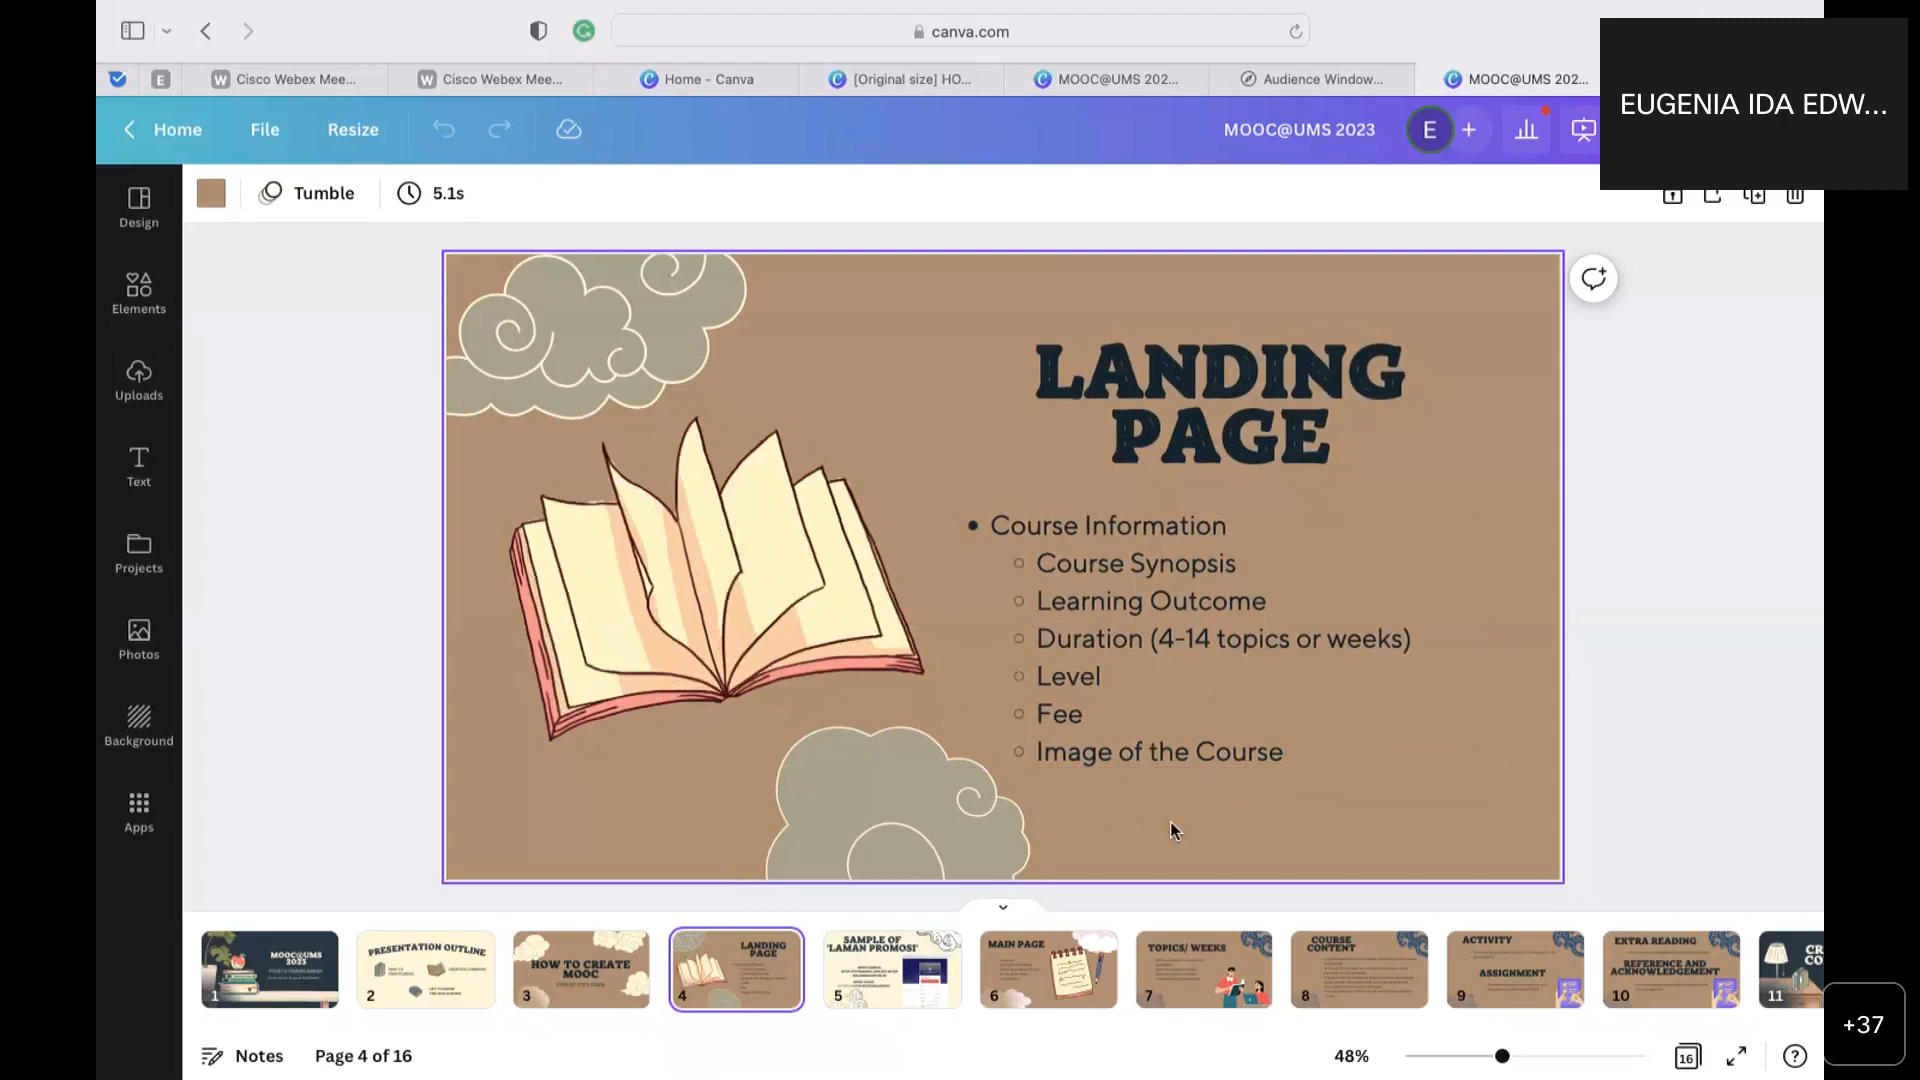 canva.com
Cisco Webex Mee...
Cisco Webex Mee...
Home - Canva
[Original size] HO...
MOOC@UMS 202...
Audience Window...
MOOC@UMS 202...
EUGENIA IDA EDW...
Home
File
Resize
MOOC@UMS 2023
E
Tumble
5.1s
Design
Elements
Uploads
Text
Projects
Photos
Background
Apps
LANDING
PAGE
Course Information
Course Synopsis
Learning Outcome
Duration (4-14 topics or weeks)
Level
Fee
Image of the Course
MOOC@UMS
2023
1
PRESENTATION OUTLINE
2
HOW TO CREATE
MOOC
3
LANDING
PAGE
4
SAMPLE OF
'LAMAN PROMOSI'
5
MAIN PAGE
6
TOPICS/ WEEKS
7
COURSE
CONTENT
8
ACTIVITY
ASSIGNMENT
9
EXTRA READING
REFERENCE AND
ACKNOWLEDGEMENT
10
CR
CO
11
+37
Notes
Page 4 of 16
48%
16